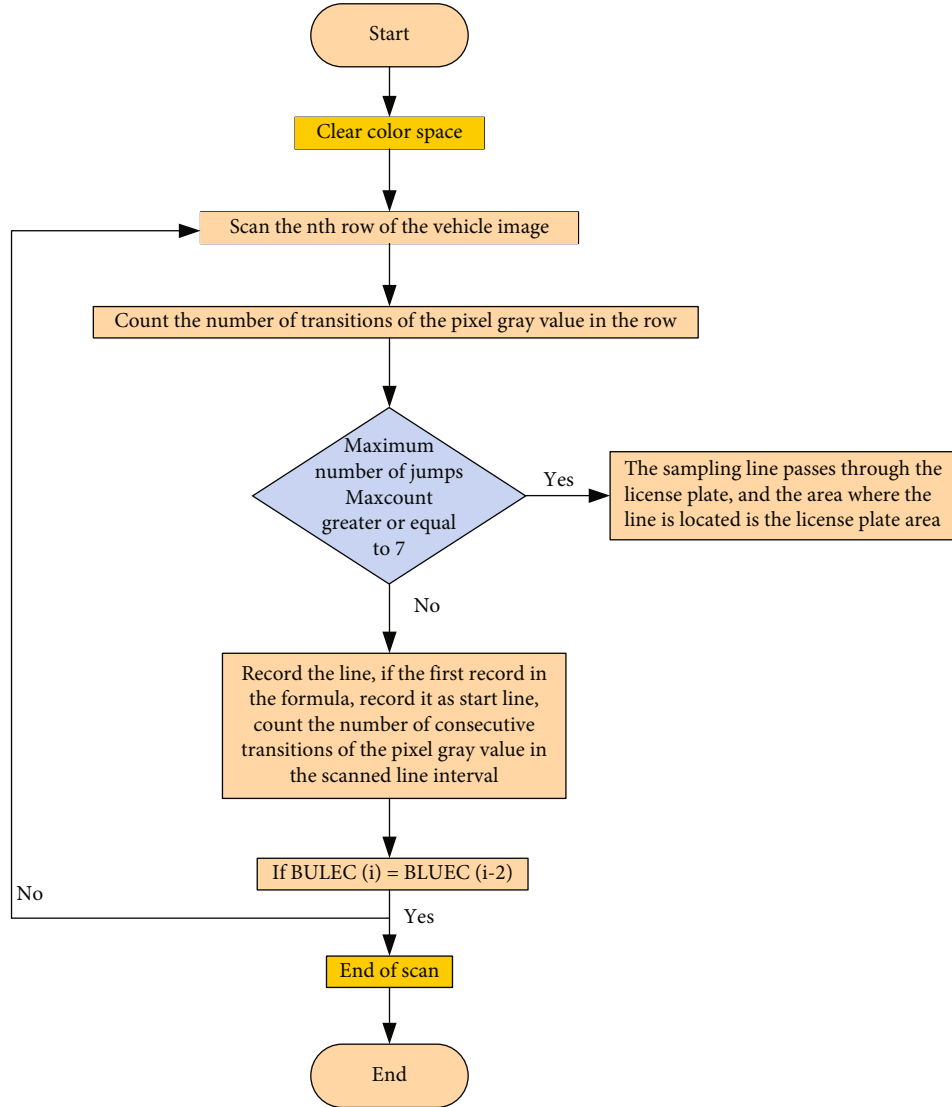 Start
Clear color space
Scan the nth row of the vehicle image
Count the number of transitions of the pixel gray value in the row
Maximum
number of jumps
Maxcount
greater or equal
to 7
Yes
The sampling line passes through the
license plate, and the area where the
line is located is the license plate area
No
Record the line, if the first record in
the formula, record it as start line,
count the number of consecutive
transitions of the pixel gray value in
the scanned line interval
If BULEC (i) = BLUEC (i-2)
No
Yes
End of scan
End